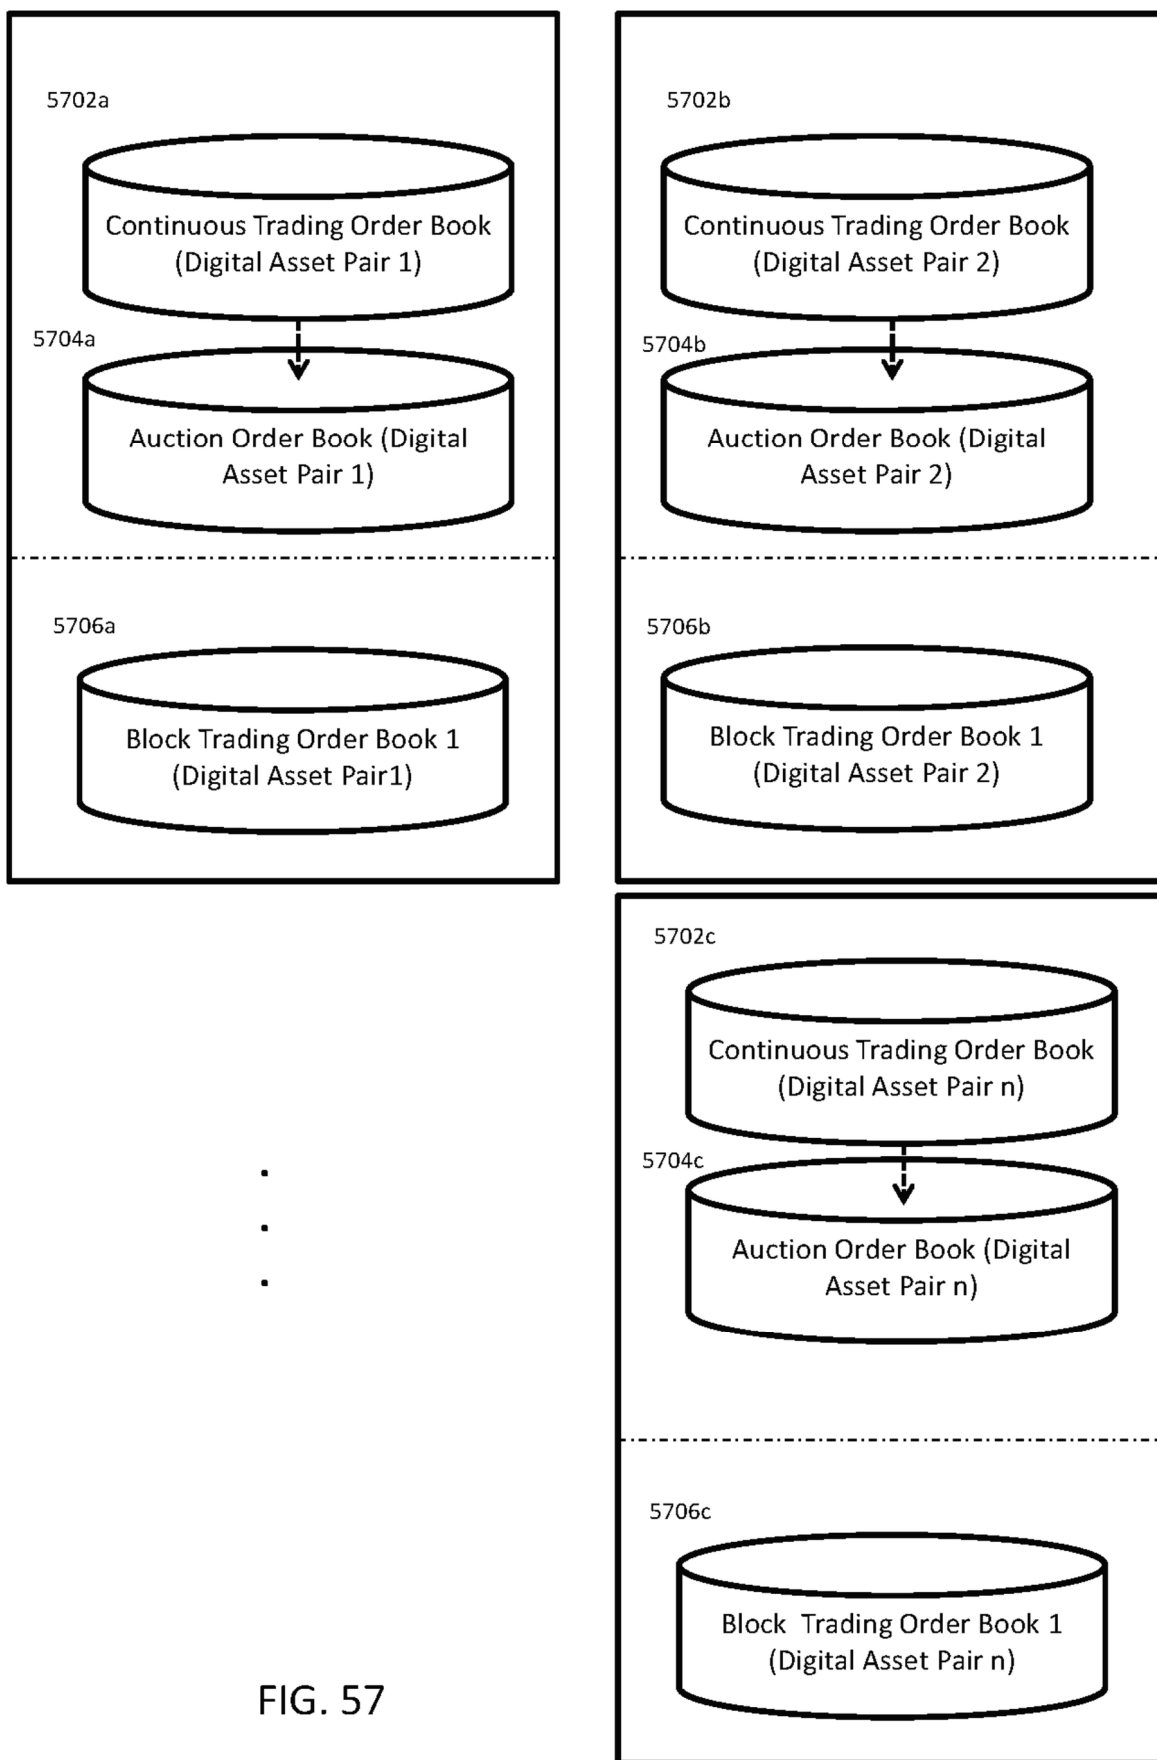 5702a
Continuous Trading Order Book
(Digital Asset Pair 1)
5704a
Auction Order Book (Digital
Asset Pair 1)
5706a
Block Trading Order Book 1
(Digital Asset Pair1)
5702b
Continuous Trading Order Book
(Digital Asset Pair 2)
5704b
Auction Order Book (Digital
Asset Pair 2)
5706b
Block Trading Order Book 1
(Digital Asset Pair 2)
5702c
Continuous Trading Order Book
(Digital Asset Pair n)
5704c
Auction Order Book (Digital
Asset Pair n)
5706c
Block  Trading Order Book 1
(Digital Asset Pair n)
FIG. 57